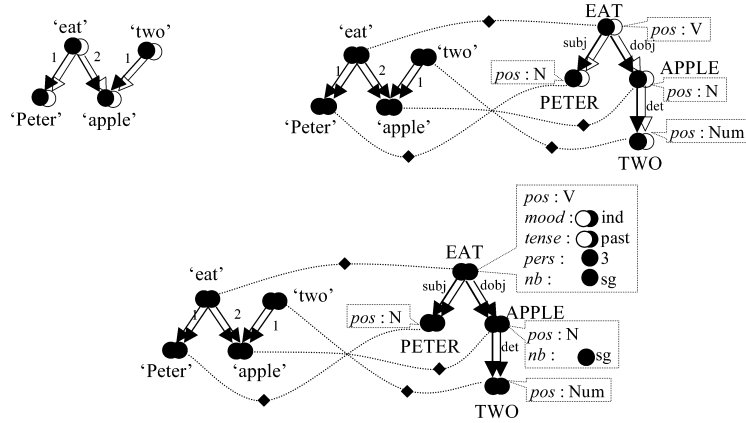 ‘eat’
‘two’
1
2
1
‘Peter’
‘apple’
‘eat’
‘two’
1
2
1
‘Peter’
‘apple’
EAT
pos : V
subj
dobj
pos : N
PETER
APPLE
pos : N
det
pos : Num
TWO
‘eat’
‘two’
1
2
1
‘Peter’
‘apple’
EAT
pos : V
mood : ind
tense : past
pers : 3
nb : sg
subj
dobj
pos : N
PETER
APPLE
pos : N
nb : sg
det
pos : Num
TWO